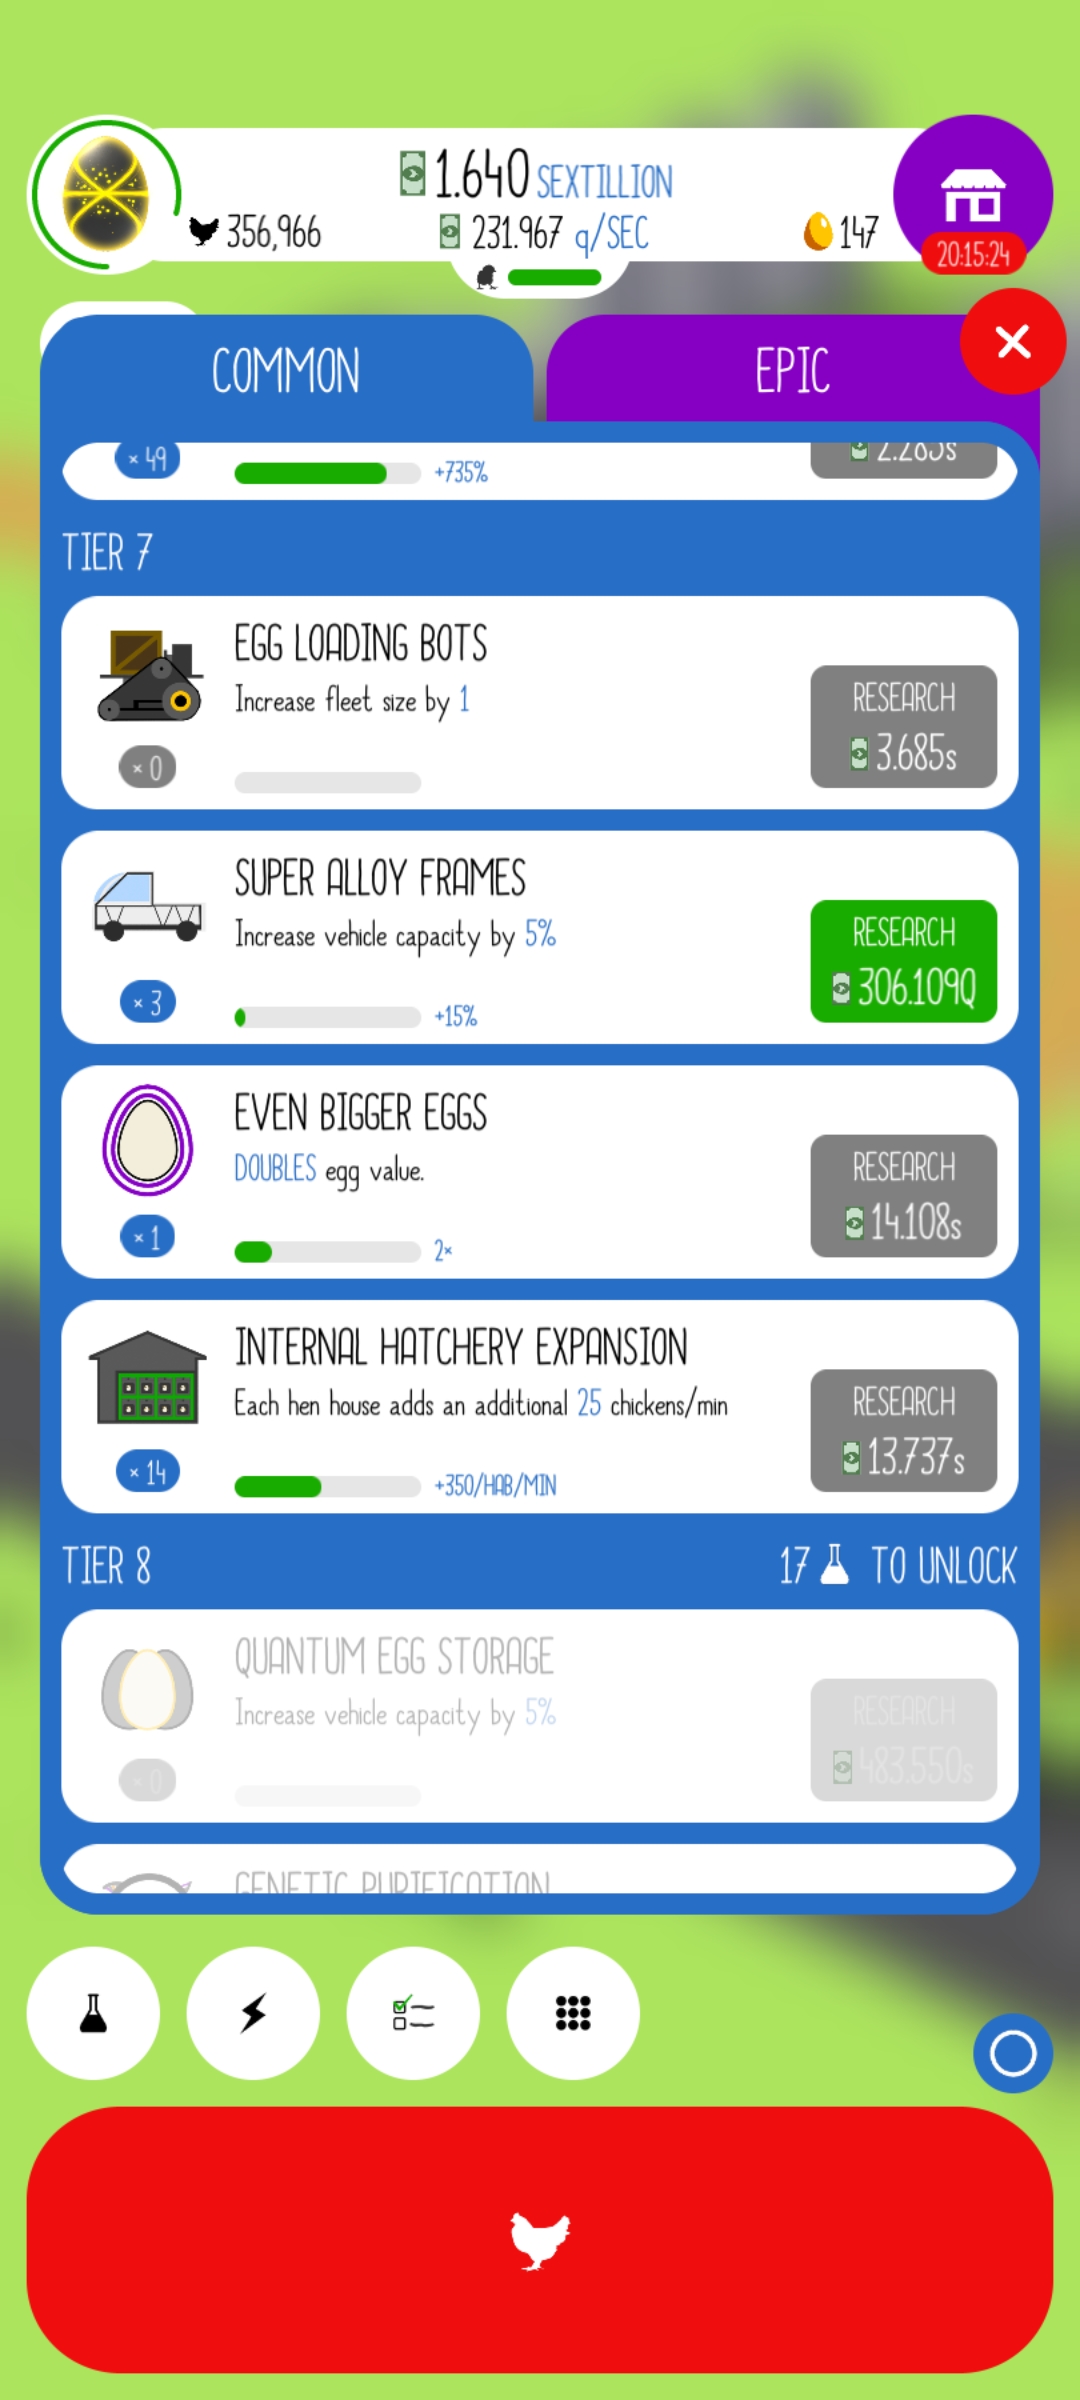 1.640 SEXTILLION
356,966
231.967 q/SEC
147
20:15:24
COMMON
EPIC
× 49
+735%
2.285s
TIER 7
EGG LOADING BOTS
Increase fleet size by 1
RESEARCH
3.685s
× 0
SUPER ALLOY FRAMES
Increase vehicle capacity by 5%
RESEARCH
306.109Q
× 3
+15%
EVEN BIGGER EGGS
DOUBLES egg value.
RESEARCH
14.108s
× 1
2×
INTERNAL HATCHERY EXPANSION
Each hen house adds an additional 25 chickens/min
RESEARCH
13.737s
× 14
+350/HAB/MIN
TIER 8
17 TO UNLOCK
QUANTUM EGG STORAGE
Increase vehicle capacity by 5%
RESEARCH
483.550s
× 0
GENETIC PURIFICATION